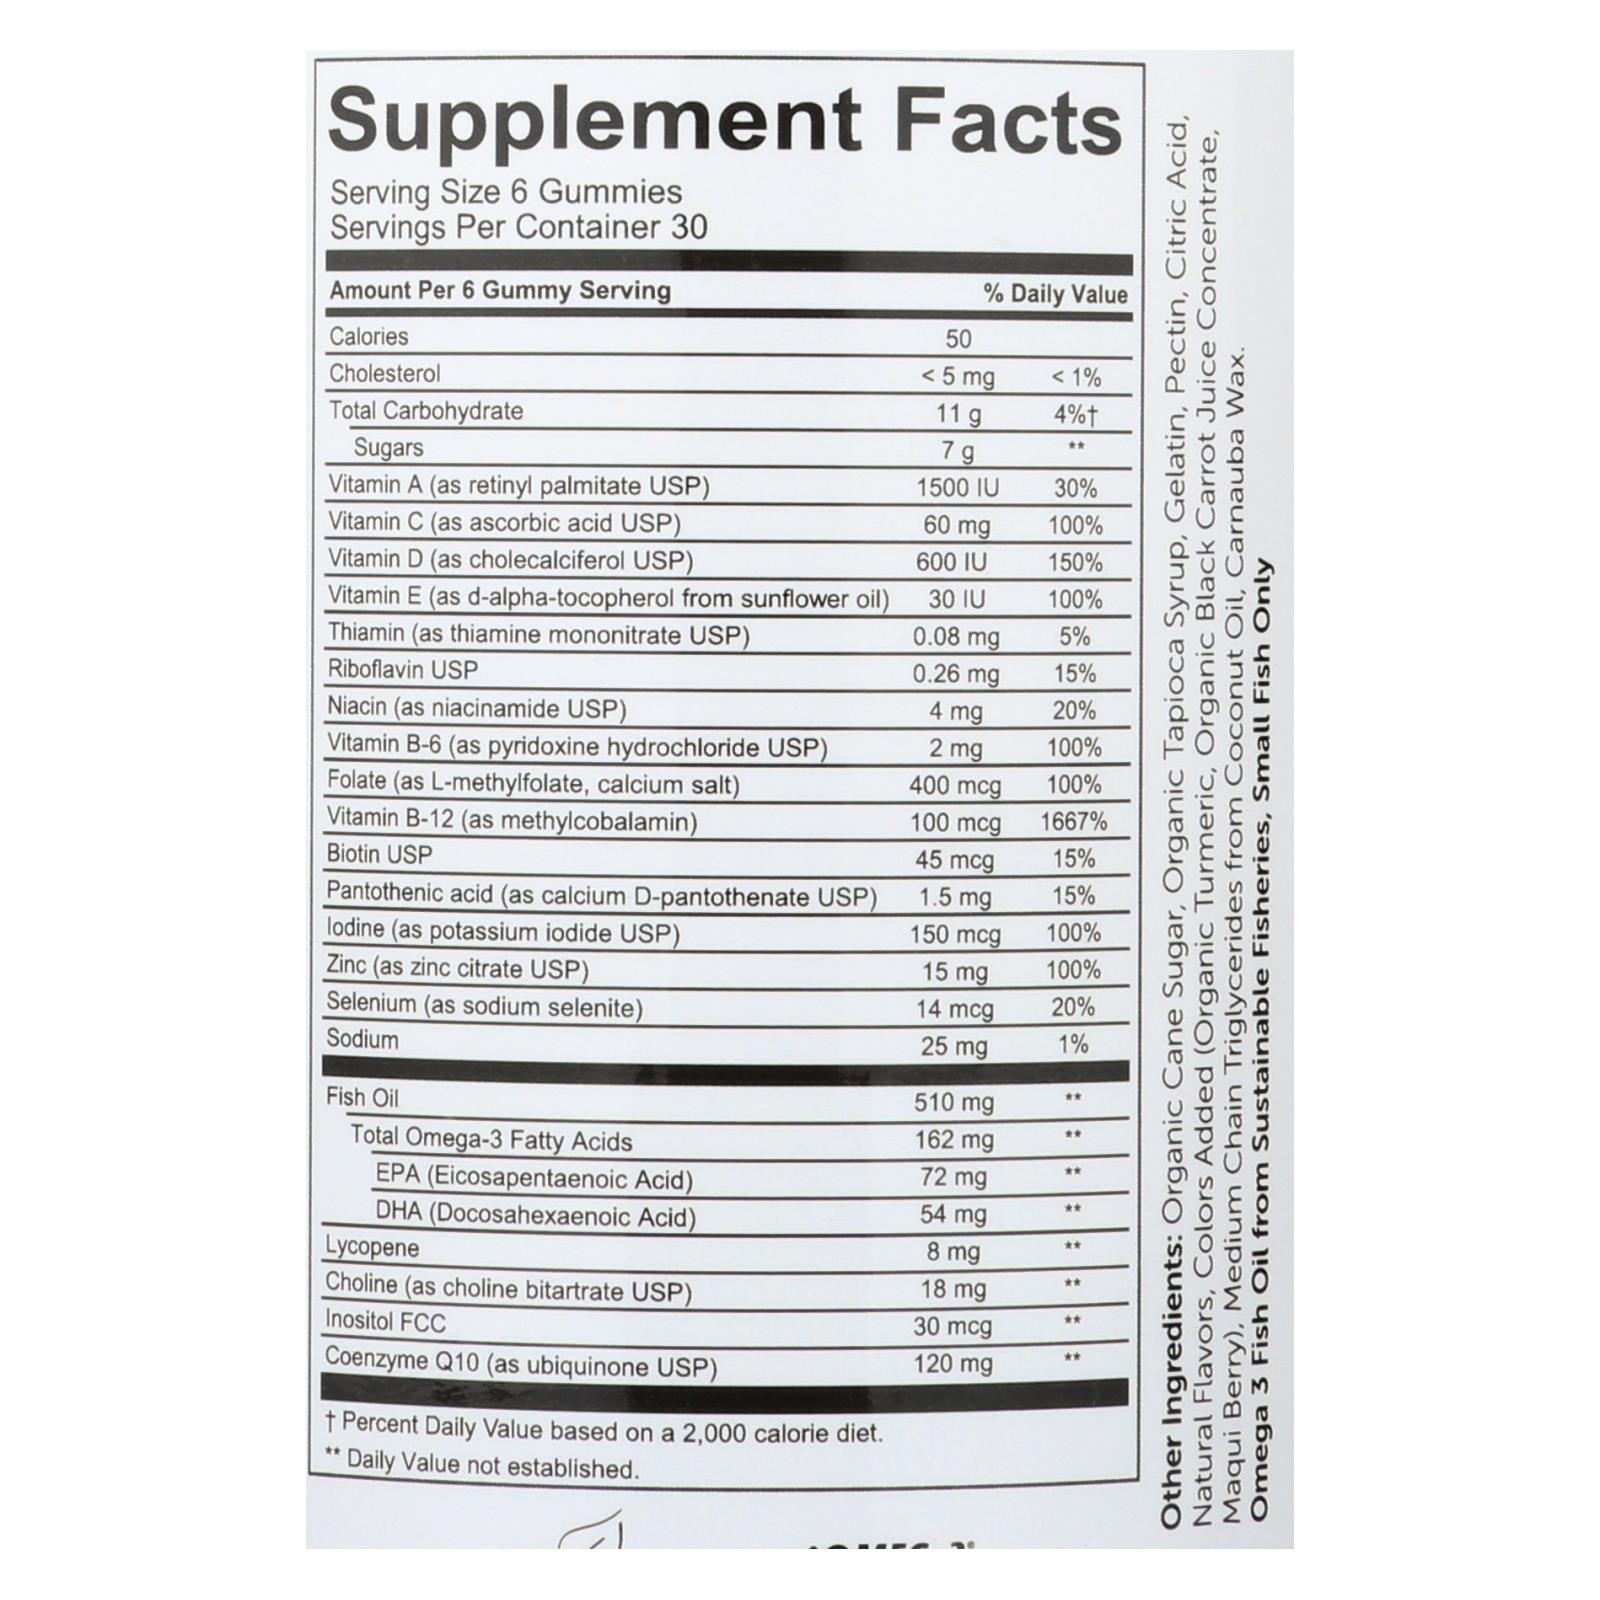 Supplement Facts
Serving Size 6 Gummies
Servings Per Container 30
Amount Per 6 Gummy Serving % Daily Value
Calories 50
Cholesterol < 5 mg < 1%
Total Carbohydrate 11 g 4%†
Sugars 7 g **
Vitamin A (as retinyl palmitate USP) 1500 IU 30%
Vitamin C (as ascorbic acid USP) 60 mg 100%
Vitamin D (as cholecalciferol USP) 600 IU 150%
Vitamin E (as d-alpha-tocopherol from sunflower oil) 30 IU 100%
Thiamin (as thiamine mononitrate USP) 0.08 mg 5%
Riboflavin USP 0.26 mg 15%
Niacin (as niacinamide USP) 4 mg 20%
Vitamin B-6 (as pyridoxine hydrochloride USP) 2 mg 100%
Folate (as L-methylfolate, calcium salt) 400 mcg 100%
Vitamin B-12 (as methylcobalamin) 100 mcg 1667%
Biotin USP 45 mcg 15%
Pantothenic acid (as calcium D-pantothenate USP) 1.5 mg 15%
Iodine (as potassium iodide USP) 150 mcg 100%
Zinc (as zinc citrate USP) 15 mg 100%
Selenium (as sodium selenite) 14 mcg 20%
Sodium 25 mg 1%
Fish Oil 510 mg **
Total Omega-3 Fatty Acids 162 mg **
EPA (Eicosapentaenoic Acid) 72 mg **
DHA (Docosahexaenoic Acid) 54 mg **
Lycopene 8 mg **
Choline (as choline bitartrate USP) 18 mg **
Inositol FCC 30 mcg **
Coenzyme Q10 (as ubiquinone USP) 120 mg **
† Percent Daily Value based on a 2,000 calorie diet.
** Daily Value not established.
Other Ingredients: Organic Cane Sugar, Organic Tapioca Syrup, Gelatin, Pectin, Citric Acid,
Natural Flavors, Colors Added (Organic Turmeric, Organic Black Carrot Juice Concentrate,
Maqui Berry), Medium Chain Triglycerides from Coconut Oil, Carnauba Wax.
Omega 3 Fish Oil from Sustainable Fisheries, Small Fish Only